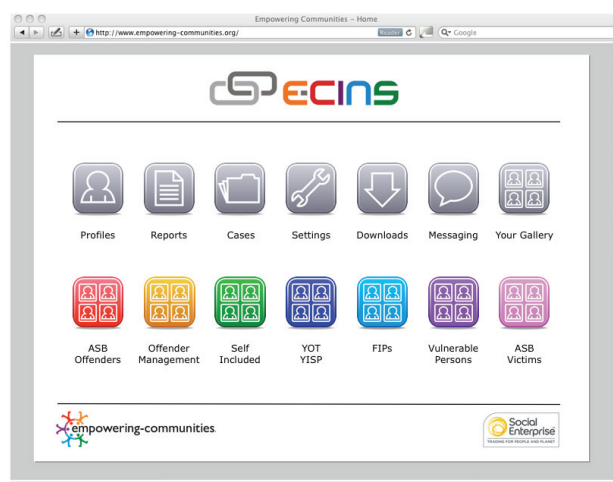 Empowering Communities – Home
http://www.empowering-communities.org/
Reader
Google
E·CINS
Profiles
Reports
Cases
Settings
Downloads
Messaging
Your Gallery
ASB
Offenders
Offender
Management
Self
Included
YOT
YISP
FIPs
Vulnerable
Persons
ASB
Victims
empowering-communities.
Social
Enterprise
TRADING FOR PEOPLE AND PLANET